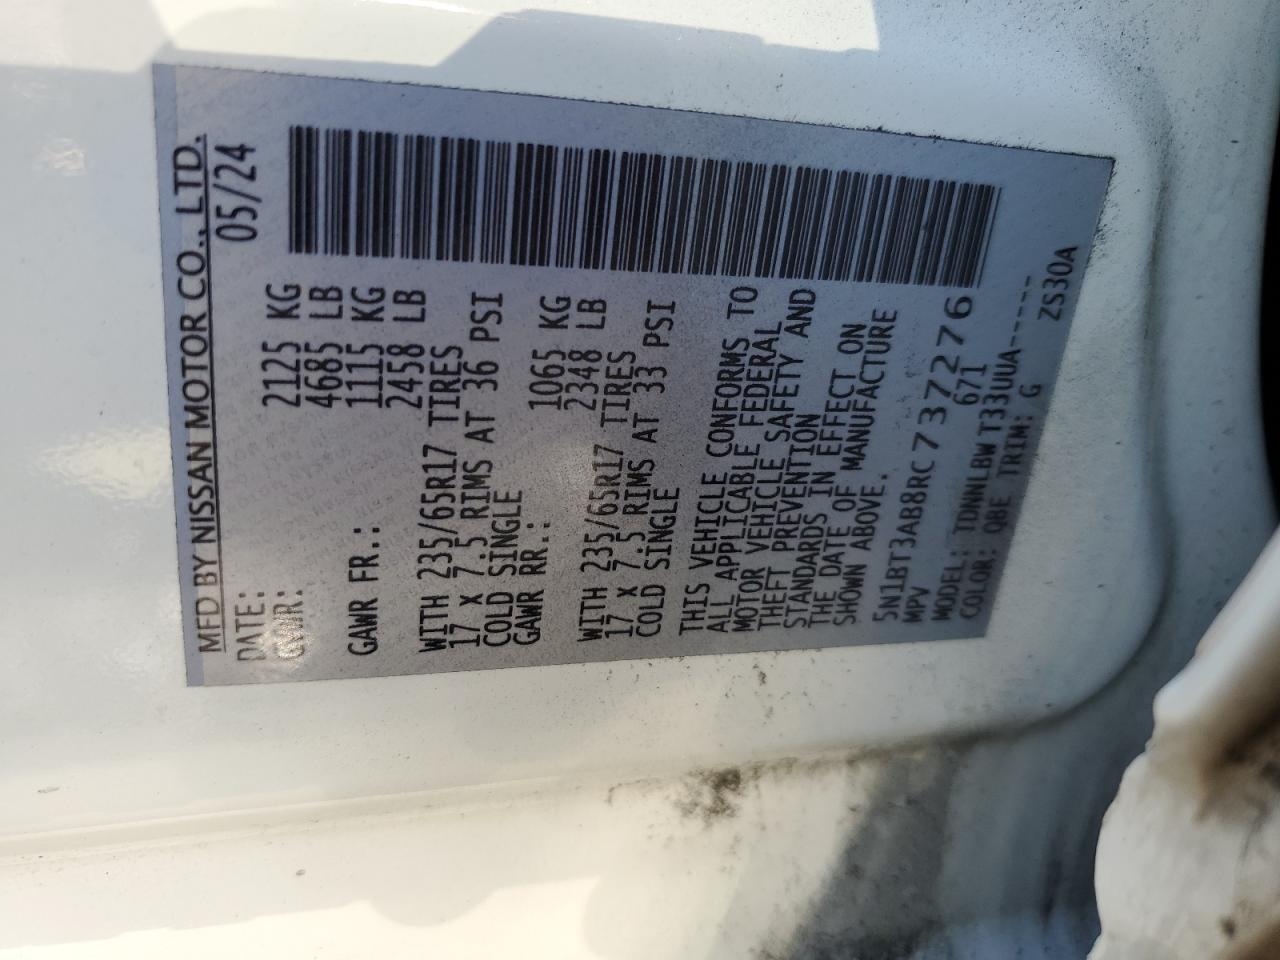 MFD BY NISSAN MOTOR CO., LTD.
DATE: 05/24
GVWR: 2125 KG
4685 LB
GAWR FR.: 1115 KG
2458 LB
WITH 235/65R17 TIRES
17 X 7.5 RIMS AT 36 PSI
COLD SINGLE
GAWR RR.: 1065 KG
2348 LB
WITH 235/65R17 TIRES
17 X 7.5 RIMS AT 33 PSI
COLD SINGLE
THIS VEHICLE CONFORMS TO
ALL APPLICABLE FEDERAL
MOTOR VEHICLE SAFETY AND
THEFT PREVENTION
STANDARDS IN EFFECT ON
THE DATE OF MANUFACTURE
SHOWN ABOVE.
5N1BT3AB8RC737276
MPV 671
MODEL: TDNNLBW T33UUA-----
COLOR: QBE TRIM: G ZS30A